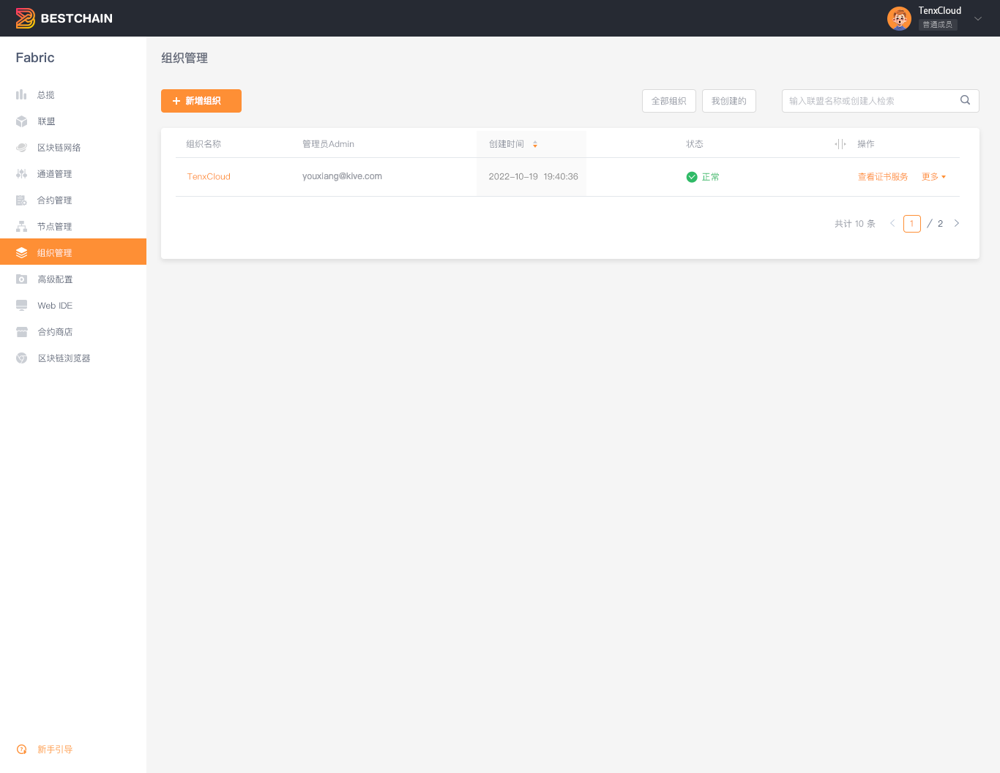 BESTCHAIN
TenxCloud
普通成员
Fabric
总揽
联盟
区块链网络
通道管理
合约管理
节点管理
组织管理
高级配置
Web IDE
合约商店
区块链浏览器
新手引导
组织管理
+ 新增组织
全部组织
我创建的
输入联盟名称或创建人检索
组织名称 管理员Admin 创建时间 状态 操作
TenxCloud youxiang@kive.com 2022-10-19 19:40:36 正常 查看证书服务 更多
共计 10 条 1 / 2